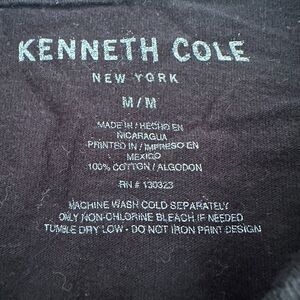 KENNETH COLE
NEW YORK
M/M
MADE IN / HECHO EN
NICARAGUA
PRINTED IN / IMPRESO EN
MEXICO
100% COTTON / ALGODON
RN # 130323
MACHINE WASH COLD SEPARATELY
ONLY NON-CHLORINE BLEACH IF NEEDED
TUMBLE DRY LOW - DO NOT IRON PRINT DESIGN